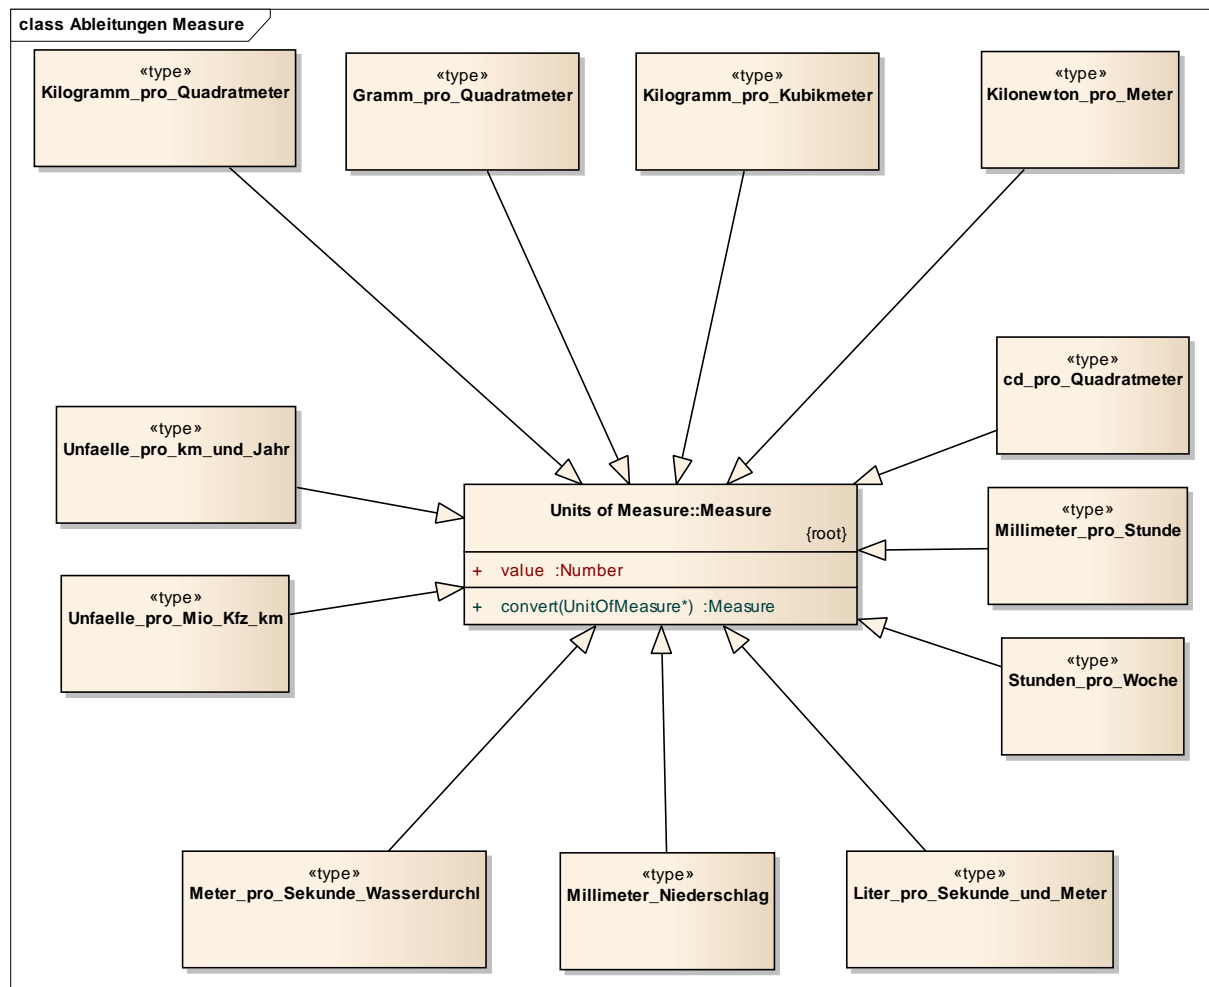 class Ableitungen Measure
«type»
Kilogramm_pro_Quadratmeter
«type»
Gramm_pro_Quadratmeter
«type»
Kilogramm_pro_Kubikmeter
«type»
Kilonewton_pro_Meter
«type»
cd_pro_Quadratmeter
«type»
Unfaelle_pro_km_und_Jahr
Units of Measure::Measure
{root}
+ value :Number
+ convert(UnitOfMeasure*) :Measure
«type»
Millimeter_pro_Stunde
«type»
Unfaelle_pro_Mio_Kfz_km
«type»
Stunden_pro_Woche
«type»
Meter_pro_Sekunde_Wasserdurchl
«type»
Millimeter_Niederschlag
«type»
Liter_pro_Sekunde_und_Meter